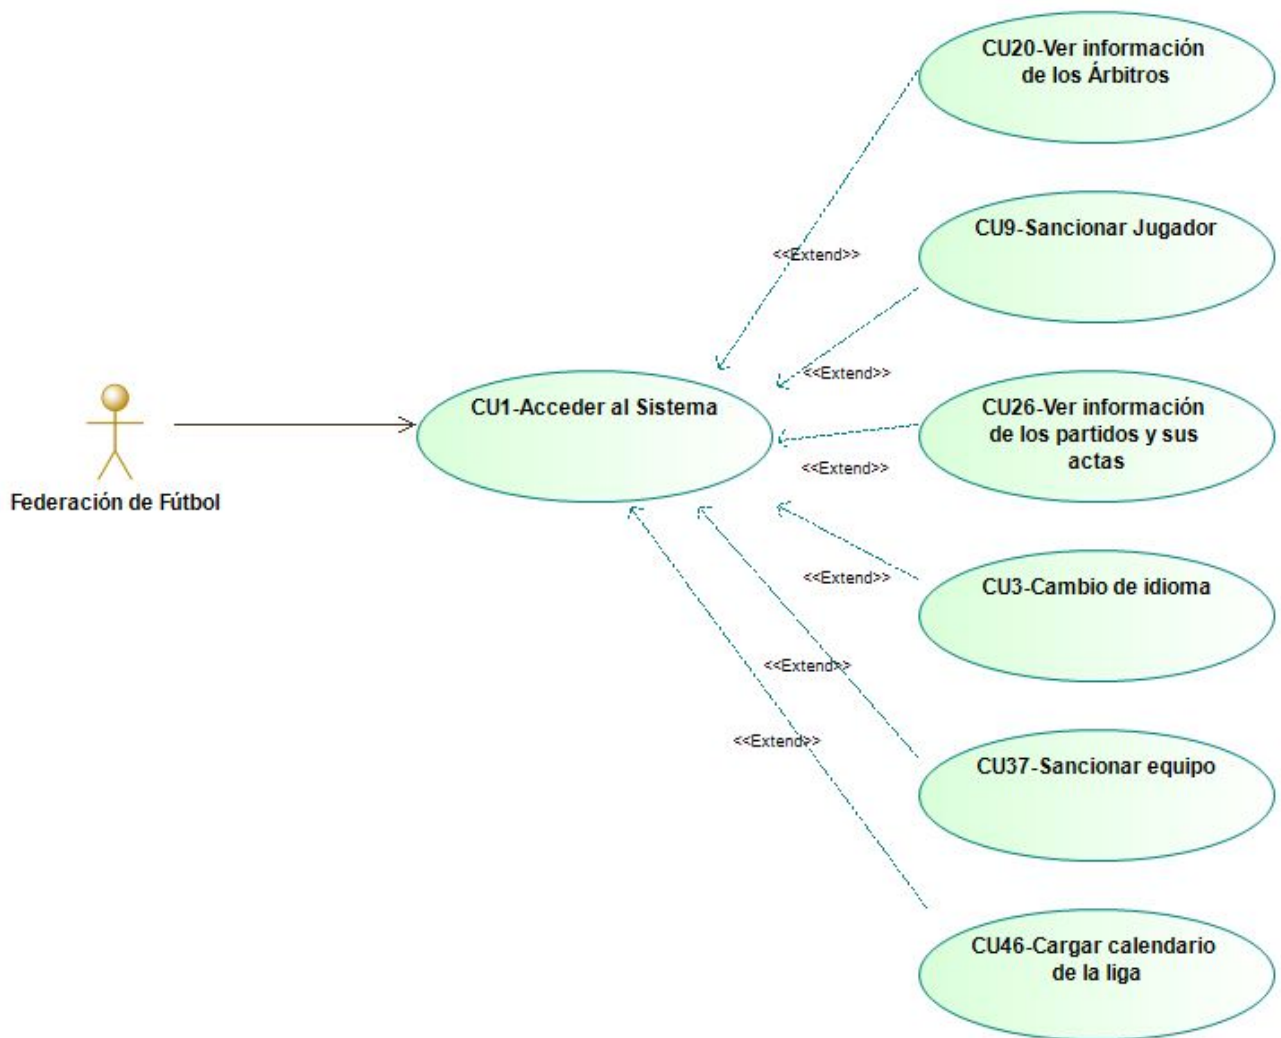 CU20-Ver información
de los Árbitros
CU9-Sancionar Jugador
<<Extend>>
<<Extend>>
CU1-Acceder al Sistema
CU26-Ver información
de los partidos y sus
actas
<<Extend>>
Federación de Fútbol
CU3-Cambio de idioma
<<Extend>>
<<Extend>>
<<Extend>>
CU37-Sancionar equipo
CU46-Cargar calendario
de la liga